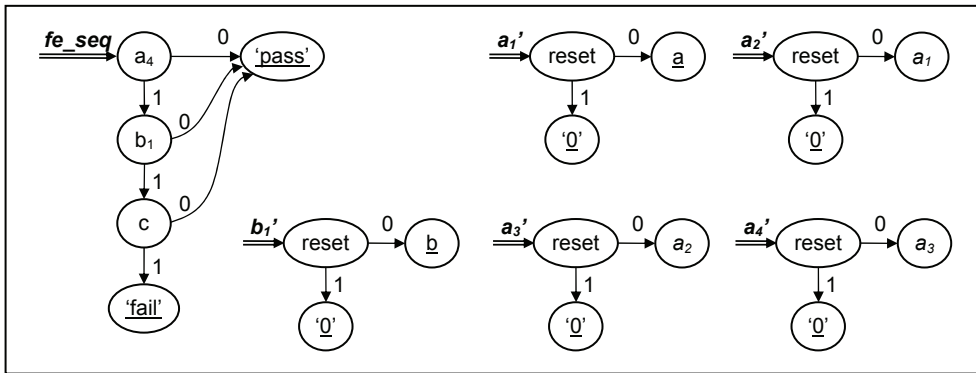 fe_seq
a₄
0
'pass'
1
b₁
0
1
c
0
1
'fail'
a₁'
reset
0
a
1
'0'
a₂'
reset
0
a₁
1
'0'
b₁'
reset
0
b
1
'0'
a₃'
reset
0
a₂
1
'0'
a₄'
reset
0
a₃
1
'0'